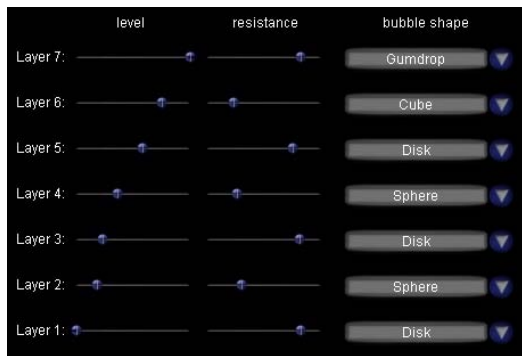 level resistance bubble shape
Layer 7: Gumdrop
Layer 6: Cube
Layer 5: Disk
Layer 4: Sphere
Layer 3: Disk
Layer 2: Sphere
Layer 1: Disk